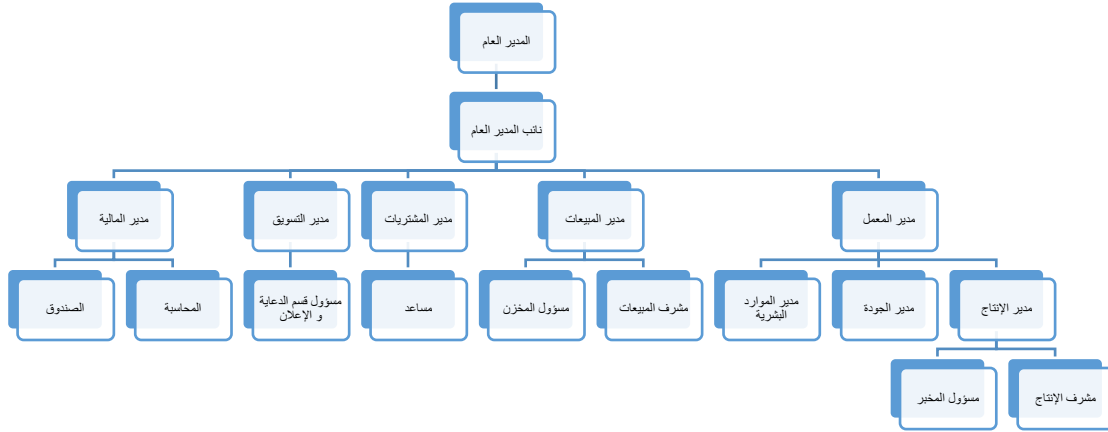 المدير العام
نائب المدير العام
مدير المعمل
مدير المبيعات
مدير المشتريات
مدير التسويق
مدير المالية
مدير الإنتاج
مدير الجودة
مدير الموارد
البشرية
مشرف المبيعات
مسؤول المخزن
مساعد
مسؤول قسم الدعاية
و الإعلان
المحاسبة
الصندوق
مشرف الإنتاج
مسؤول المخبر